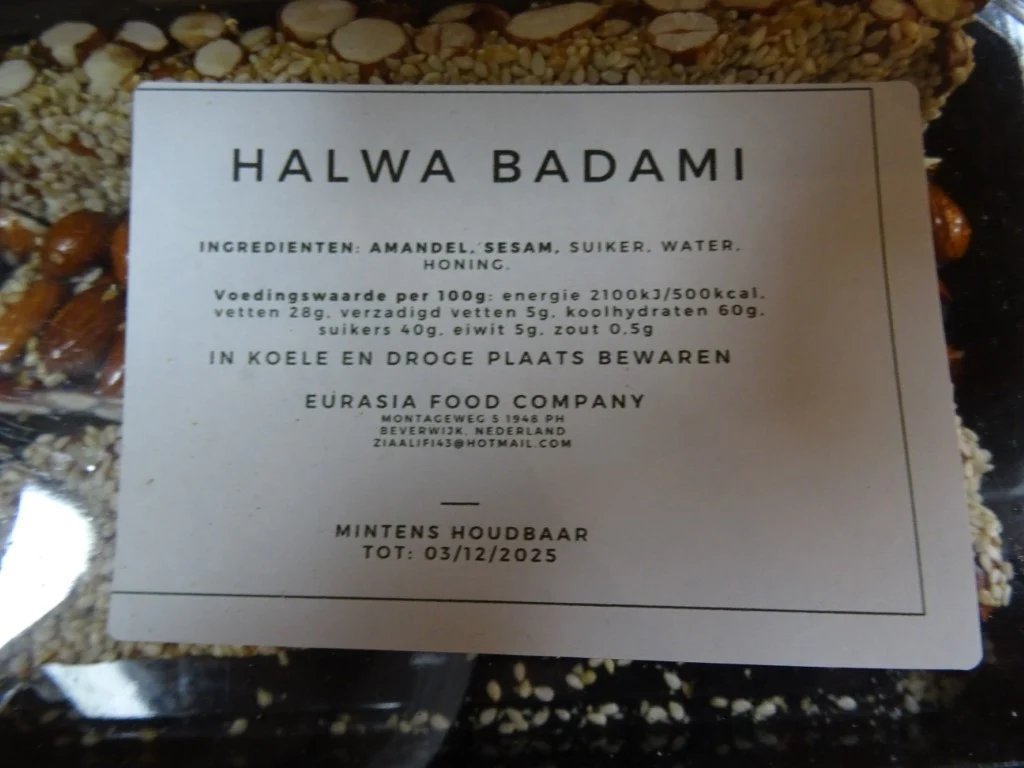 HALWA BADAMI
INGREDIENTEN: AMANDEL, SESAM, SUIKER, WATER,
HONING.
Voedingswaarde per 100g: energie 2100kJ/500kcal,
vetten 28g, verzadigd vetten 5g, koolhydraten 60g,
suikers 40g, eiwit 5g, zout 0.5g
IN KOELE EN DROGE PLAATS BEWAREN
EURASIA FOOD COMPANY
MONTAGEWEG 5 1948 PH
BEVERWIJK, NEDERLAND
ZIAALIFI43@HOTMAIL.COM
MINTENS HOUDBAAR
TOT: 03/12/2025